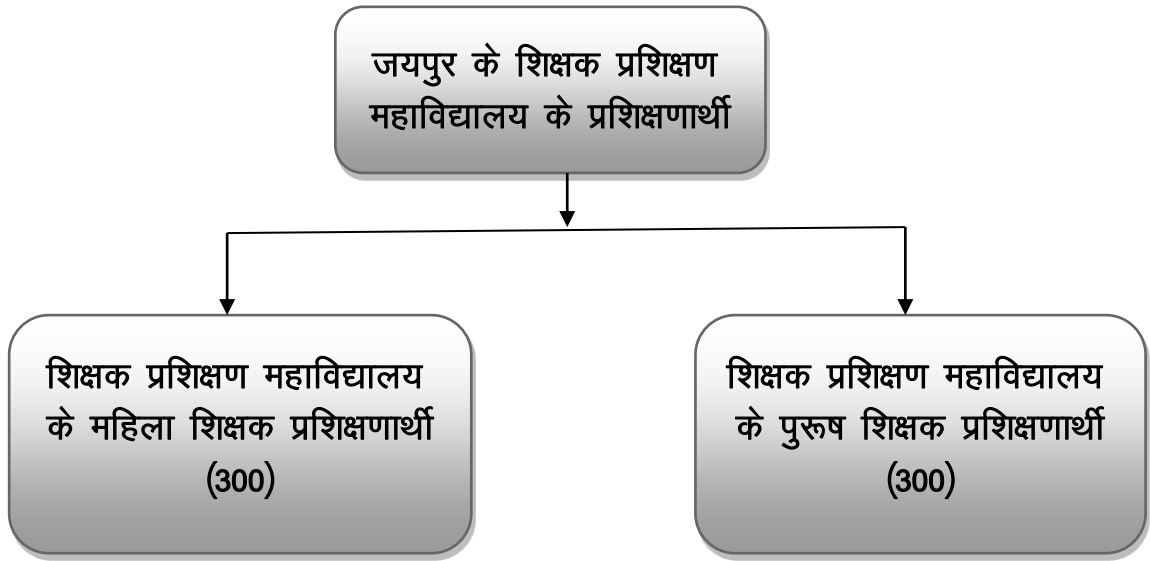 जयपुर के शिक्षक प्रशिक्षण
महाविद्यालय के प्रशिक्षणार्थी
शिक्षक प्रशिक्षण महाविद्यालय
के महिला शिक्षक प्रशिक्षणार्थी
(300)
शिक्षक प्रशिक्षण महाविद्यालय
के पुरूष शिक्षक प्रशिक्षणार्थी
(300)